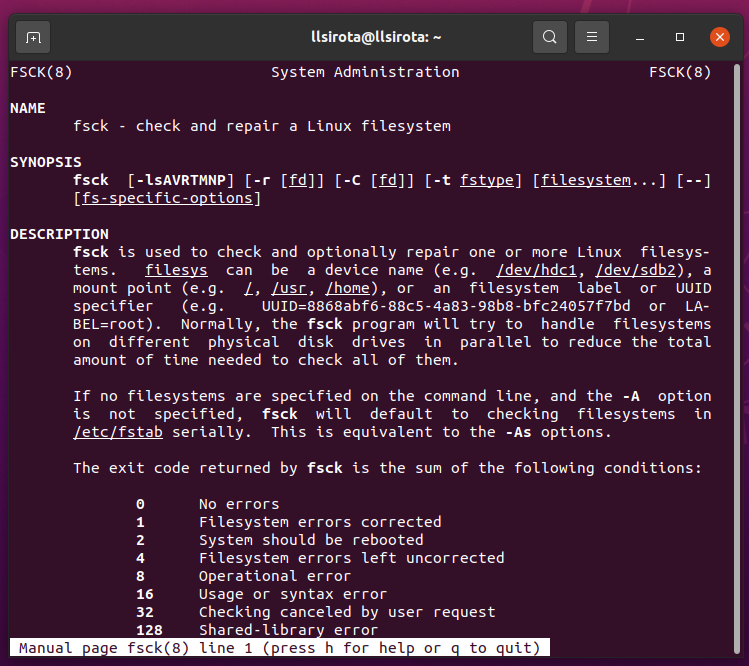 llsirota@llsirota: ~
FSCK(8) System Administration FSCK(8)
NAME
fsck - check and repair a Linux filesystem
SYNOPSIS
fsck [-lsAVRTMNP] [-r [fd]] [-C [fd]] [-t fstype] [filesystem...] [--]
[fs-specific-options]
DESCRIPTION
fsck is used to check and optionally repair one or more Linux filesys-
tems. filesys can be a device name (e.g. /dev/hdc1, /dev/sdb2), a
mount point (e.g. /, /usr, /home), or an filesystem label or UUID
specifier (e.g. UUID=8868abf6-88c5-4a83-98b8-bfc24057f7bd or LA-
BEL=root). Normally, the fsck program will try to handle filesystems
on different physical disk drives in parallel to reduce the total
amount of time needed to check all of them.
If no filesystems are specified on the command line, and the -A option
is not specified, fsck will default to checking filesystems in
/etc/fstab serially. This is equivalent to the -As options.
The exit code returned by fsck is the sum of the following conditions:
0 No errors
1 Filesystem errors corrected
2 System should be rebooted
4 Filesystem errors left uncorrected
8 Operational error
16 Usage or syntax error
32 Checking canceled by user request
128 Shared-library error
Manual page fsck(8) line 1 (press h for help or q to quit)